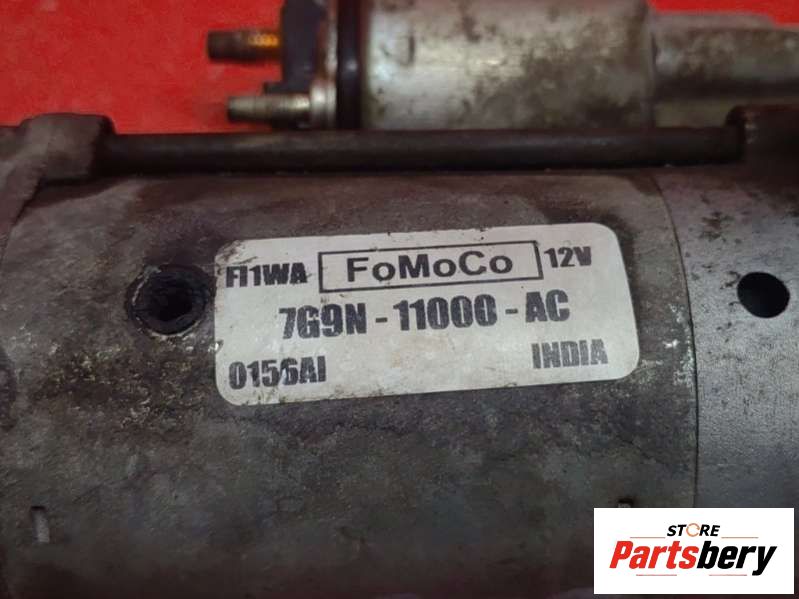 FI1WA FoMoCo 12V
7G9N - 11000 - AC
0156AI INDIA
STORE
Partsbery